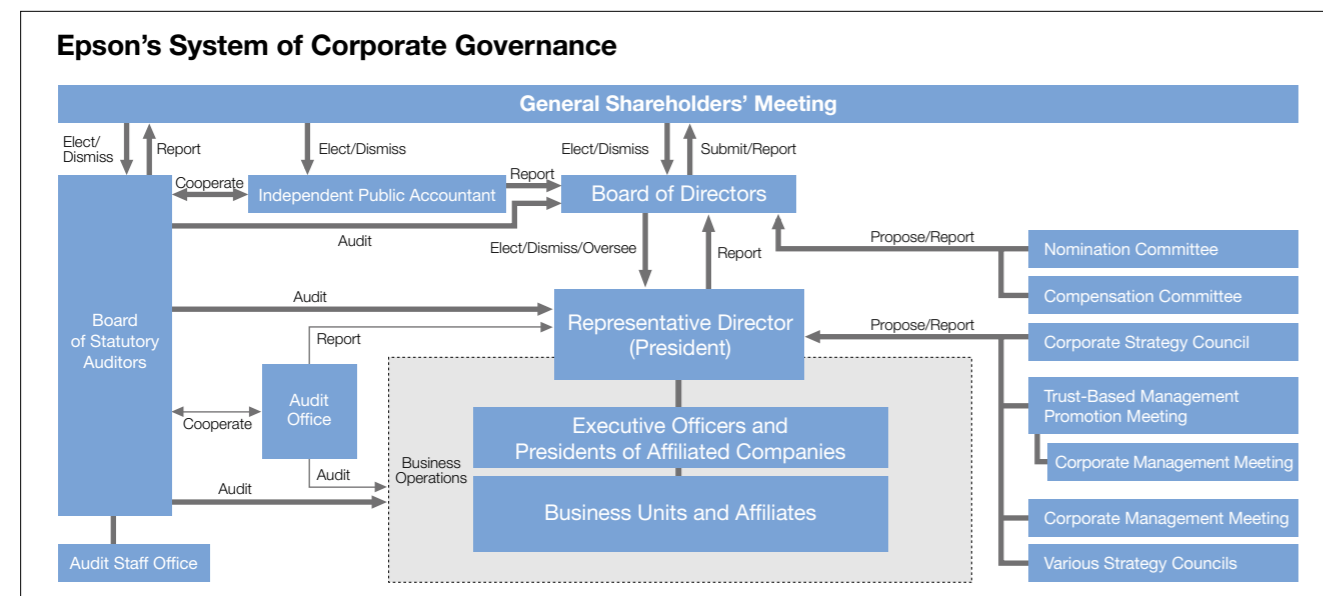 Epson’s System of Corporate Governance
General Shareholders’ Meeting
Elect/
Dismiss
Report
Elect/Dismiss
Elect/Dismiss
Submit/Report
Cooperate
Independent Public Accountant
Report
Board of Directors
Audit
Elect/Dismiss/Oversee
Report
Propose/Report
Nomination Committee
Compensation Committee
Board
of Statutory
Auditors
Audit
Representative Director
(President)
Propose/Report
Corporate Strategy Council
Report
Audit
Office
Cooperate
Trust-Based Management
Promotion Meeting
Executive Officers and
Presidents of Affiliated Companies
Corporate Management Meeting
Business
Operations
Audit
Audit
Business Units and Affiliates
Corporate Management Meeting
Audit Staff Office
Various Strategy Councils